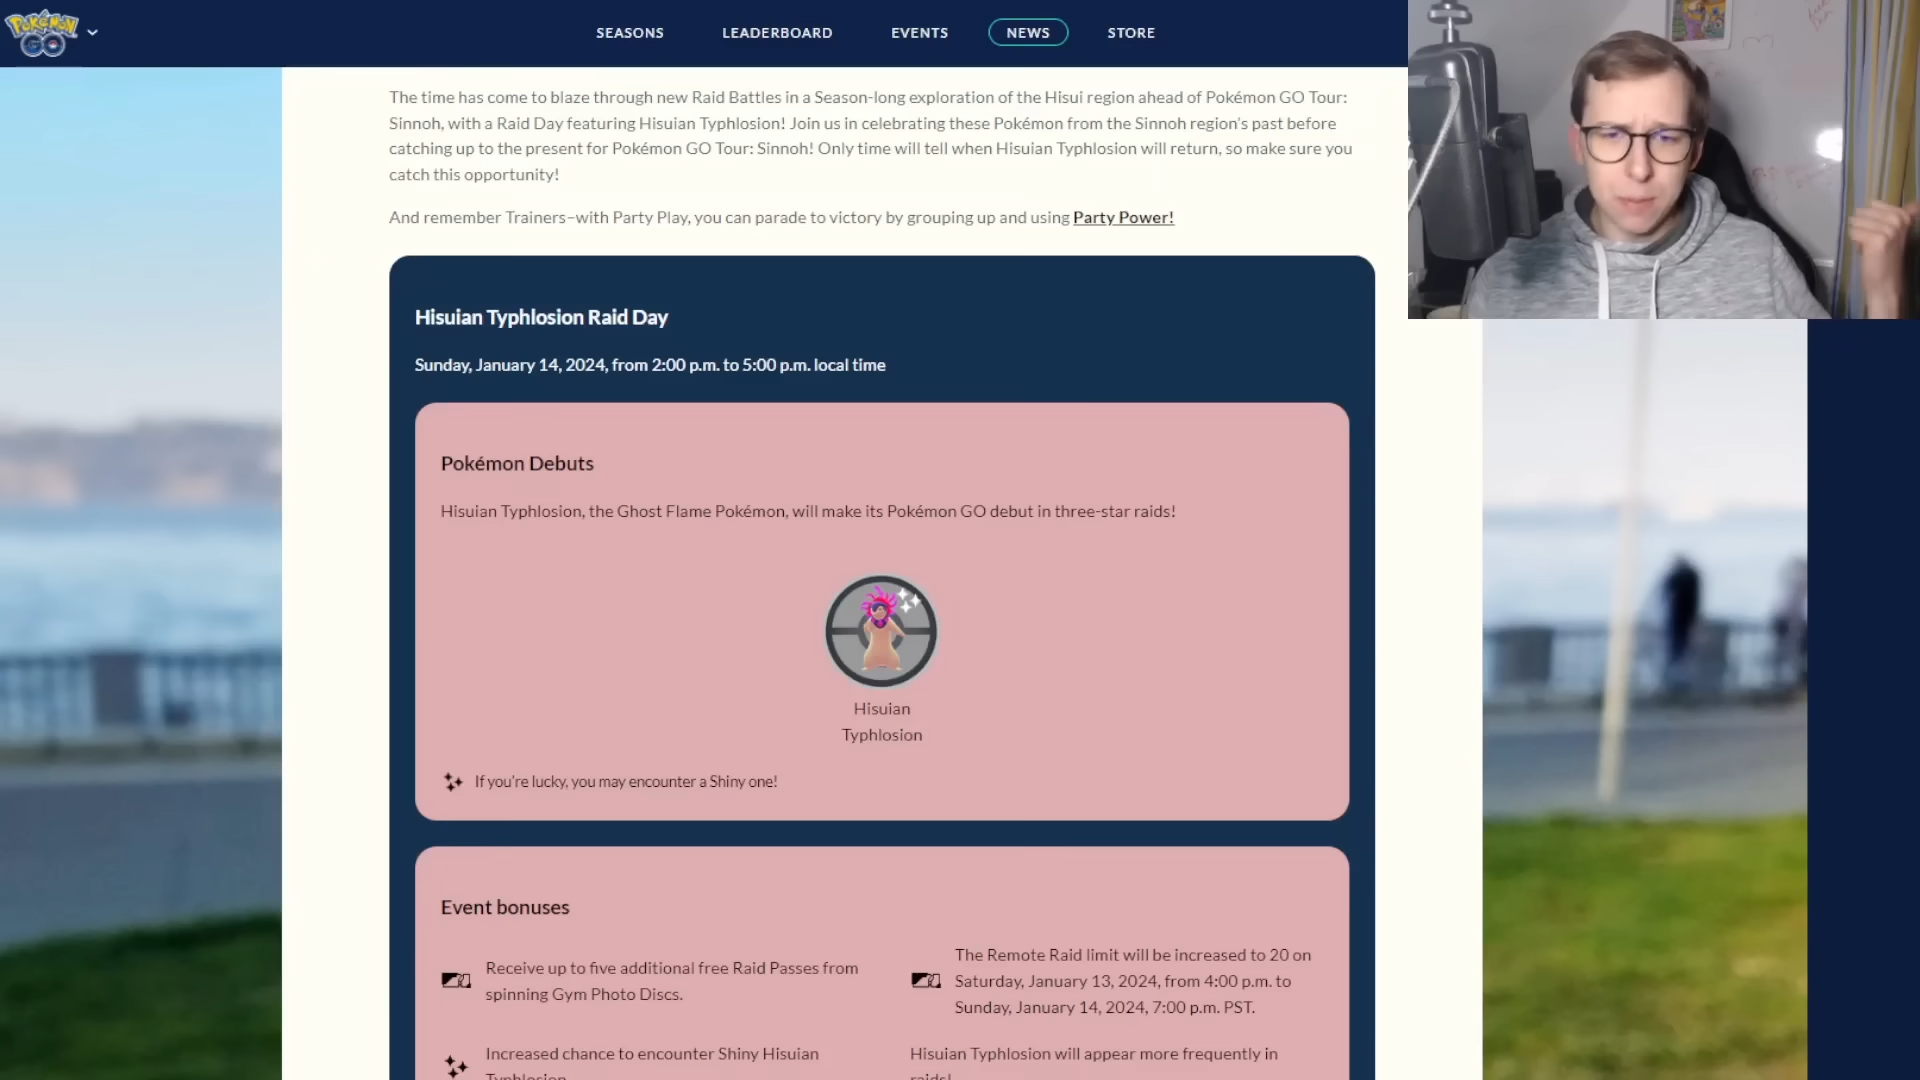 Pokémon GO
SEASONS LEADERBOARD EVENTS NEWS STORE
The time has come to blaze through new Raid Battles in a Season-long exploration of the Hisui region ahead of Pokémon GO Tour:
Sinnoh, with a Raid Day featuring Hisuian Typhlosion! Join us in celebrating these Pokémon from the Sinnoh region's past before
catching up to the present for Pokémon GO Tour: Sinnoh! Only time will tell when Hisuian Typhlosion will return, so make sure you
catch this opportunity!
And remember Trainers–with Party Play, you can parade to victory by grouping up and using Party Power!
Hisuian Typhlosion Raid Day
Sunday, January 14, 2024, from 2:00 p.m. to 5:00 p.m. local time
Pokémon Debuts
Hisuian Typhlosion, the Ghost Flame Pokémon, will make its Pokémon GO debut in three-star raids!
Hisuian
Typhlosion
If you're lucky, you may encounter a Shiny one!
Event bonuses
Receive up to five additional free Raid Passes from
spinning Gym Photo Discs.
The Remote Raid limit will be increased to 20 on
Saturday, January 13, 2024, from 4:00 p.m. to
Sunday, January 14, 2024, 7:00 p.m. PST.
Increased chance to encounter Shiny Hisuian
Typhlosion.
Hisuian Typhlosion will appear more frequently in
raids!